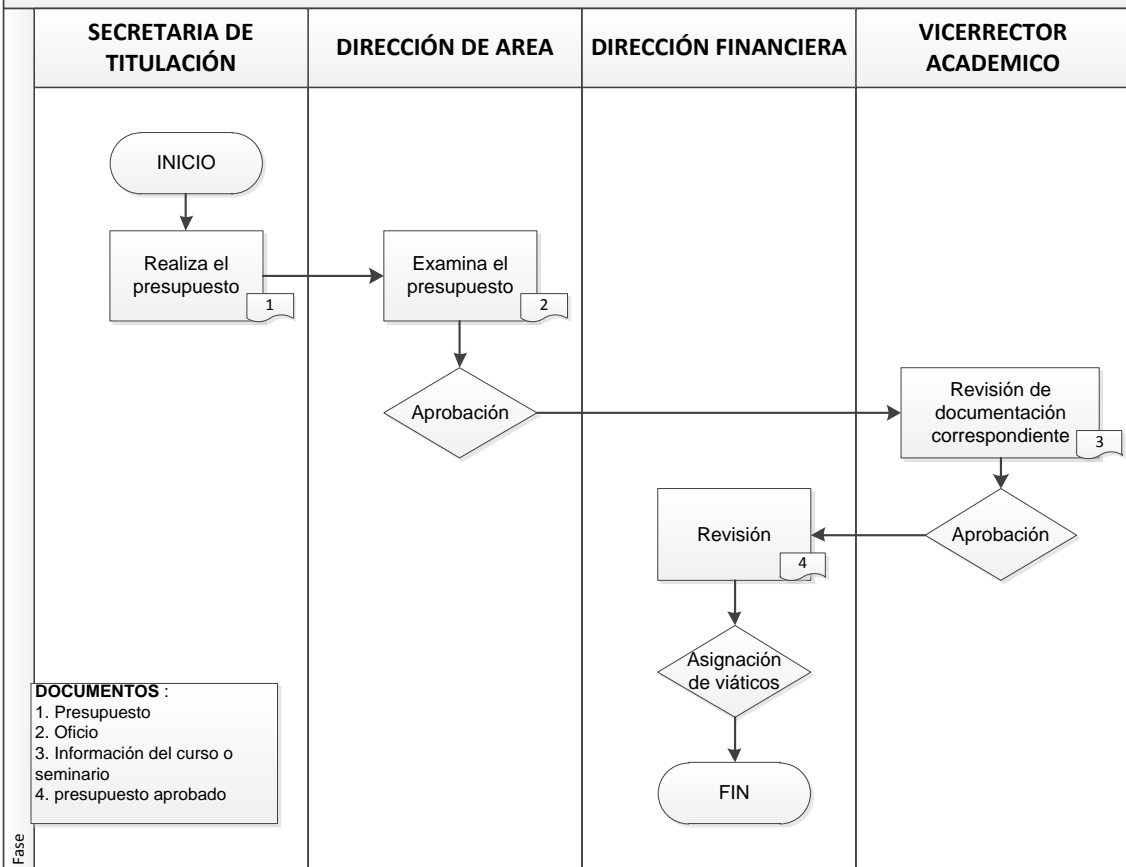 SECRETARIA DE
TITULACIÓN
DIRECCIÓN DE AREA
DIRECCIÓN FINANCIERA
VICERRECTOR
ACADEMICO
INICIO
Realiza el
presupuesto
1
Examina el
presupuesto
2
Aprobación
Revisión de
documentación
correspondiente
3
Aprobación
Revisión
4
Asignación
de viáticos
FIN
DOCUMENTOS :
1. Presupuesto
2. Oficio
3. Información del curso o
seminario
4. presupuesto aprobado
Fase